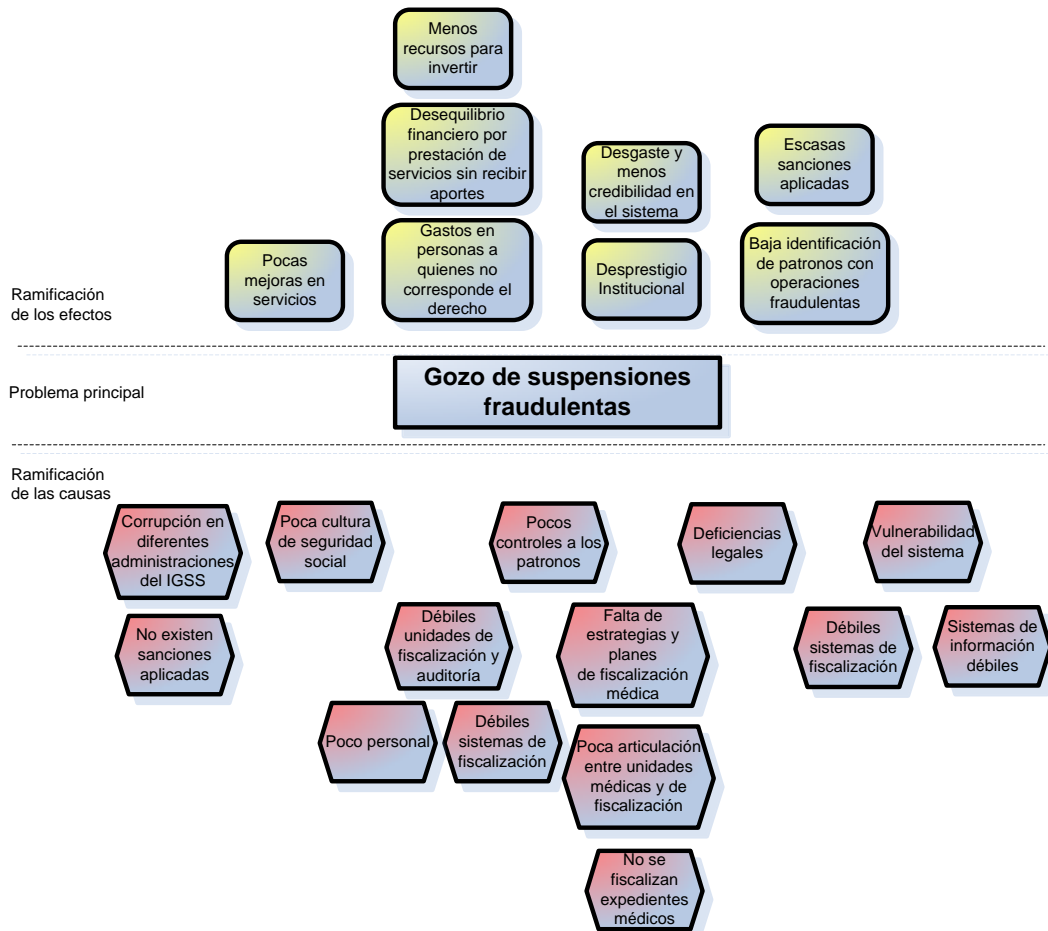 Menos
recursos para
invertir
Desequilibrio
financiero por
prestación de
servicios sin recibir
aportes
Desgaste y
menos
credibilidad en
el sistema
Escasas
sanciones
aplicadas
Pocas
mejoras en
servicios
Gastos en
personas a
quienes no
corresponde el
derecho
Desprestigio
Institucional
Baja identificación
de patronos con
operaciones
fraudulentas
Ramificación
de los efectos
Problema principal
Gozo de suspensiones
fraudulentas
Ramificación
de las causas
Corrupción en
diferentes
administraciones
del IGSS
Poca cultura
de seguridad
social
Pocos
controles a los
patronos
Deficiencias
legales
Vulnerabilidad
del sistema
No existen
sanciones
aplicadas
Débiles
unidades de
fiscalización y
auditoría
Falta de
estrategias y
planes
de fiscalización
médica
Débiles
sistemas de
fiscalización
Sistemas de
información
débiles
Poco personal
Débiles
sistemas de
fiscalización
Poca articulación
entre unidades
médicas y de
fiscalización
No se
fiscalizan
expedientes
médicos